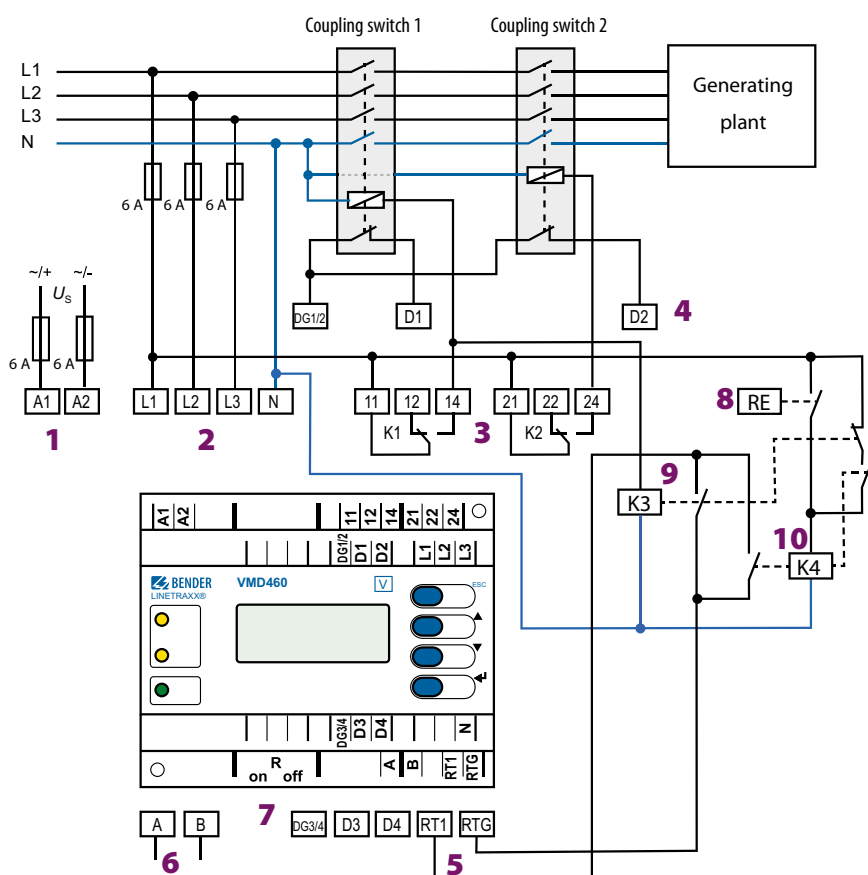 Coupling switch 1 Coupling switch 2
L1
L2
L3
N
Generating
plant
6 A 6 A 6 A
~/+ ~/-
US
6 A 6 A
DG1/2 D1 D2 4
A1 A2 L1 L2 L3 N 11 12 14 21 22 24
1 2 3
K1 K2
8 RE
9
K3
10
K4
A1 A2 11 12 14 21 22 24
DG1/2 D1 D2 L1 L2 L3
BENDER VMD460 V ESC
LINETRAXX®
DG3/4 D3 D4 N
R
on off
A B RT1 RTG
7
A B DG3/4 D3 D4 RT1 RTG
6 5